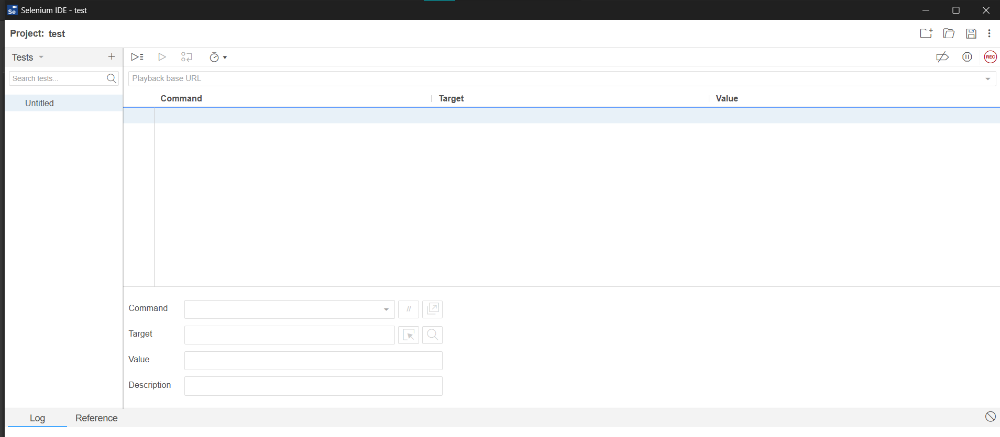 Se Selenium IDE - test
Project: test
Tests
Search tests...
Untitled
REC
Playback base URL
Command Target Value
Command //
Target
Value
Description
Log Reference